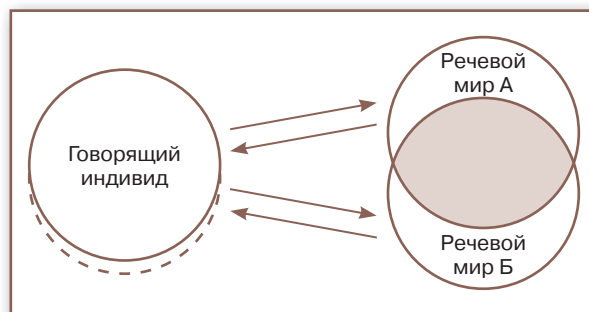 Говорящий
индивид
Речевой
мир А
Речевой
мир Б